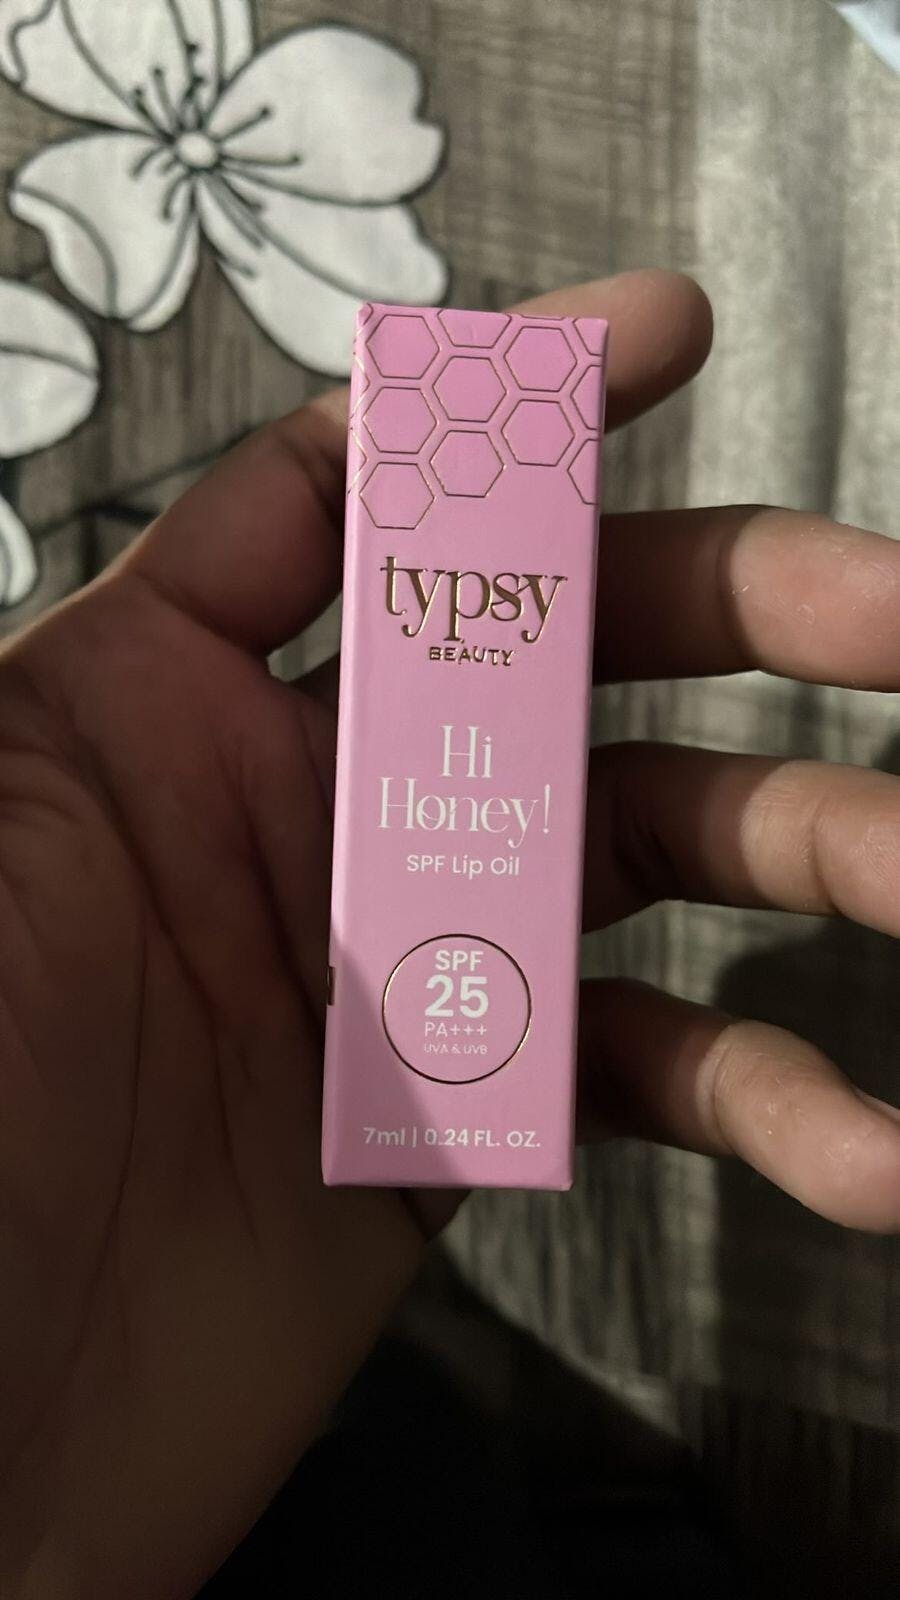 typsy
BEAUTY
Hi
Honey!
SPF Lip Oil
SPF
25
PA+++
UVA & UVB
7ml | 0.24 FL. OZ.